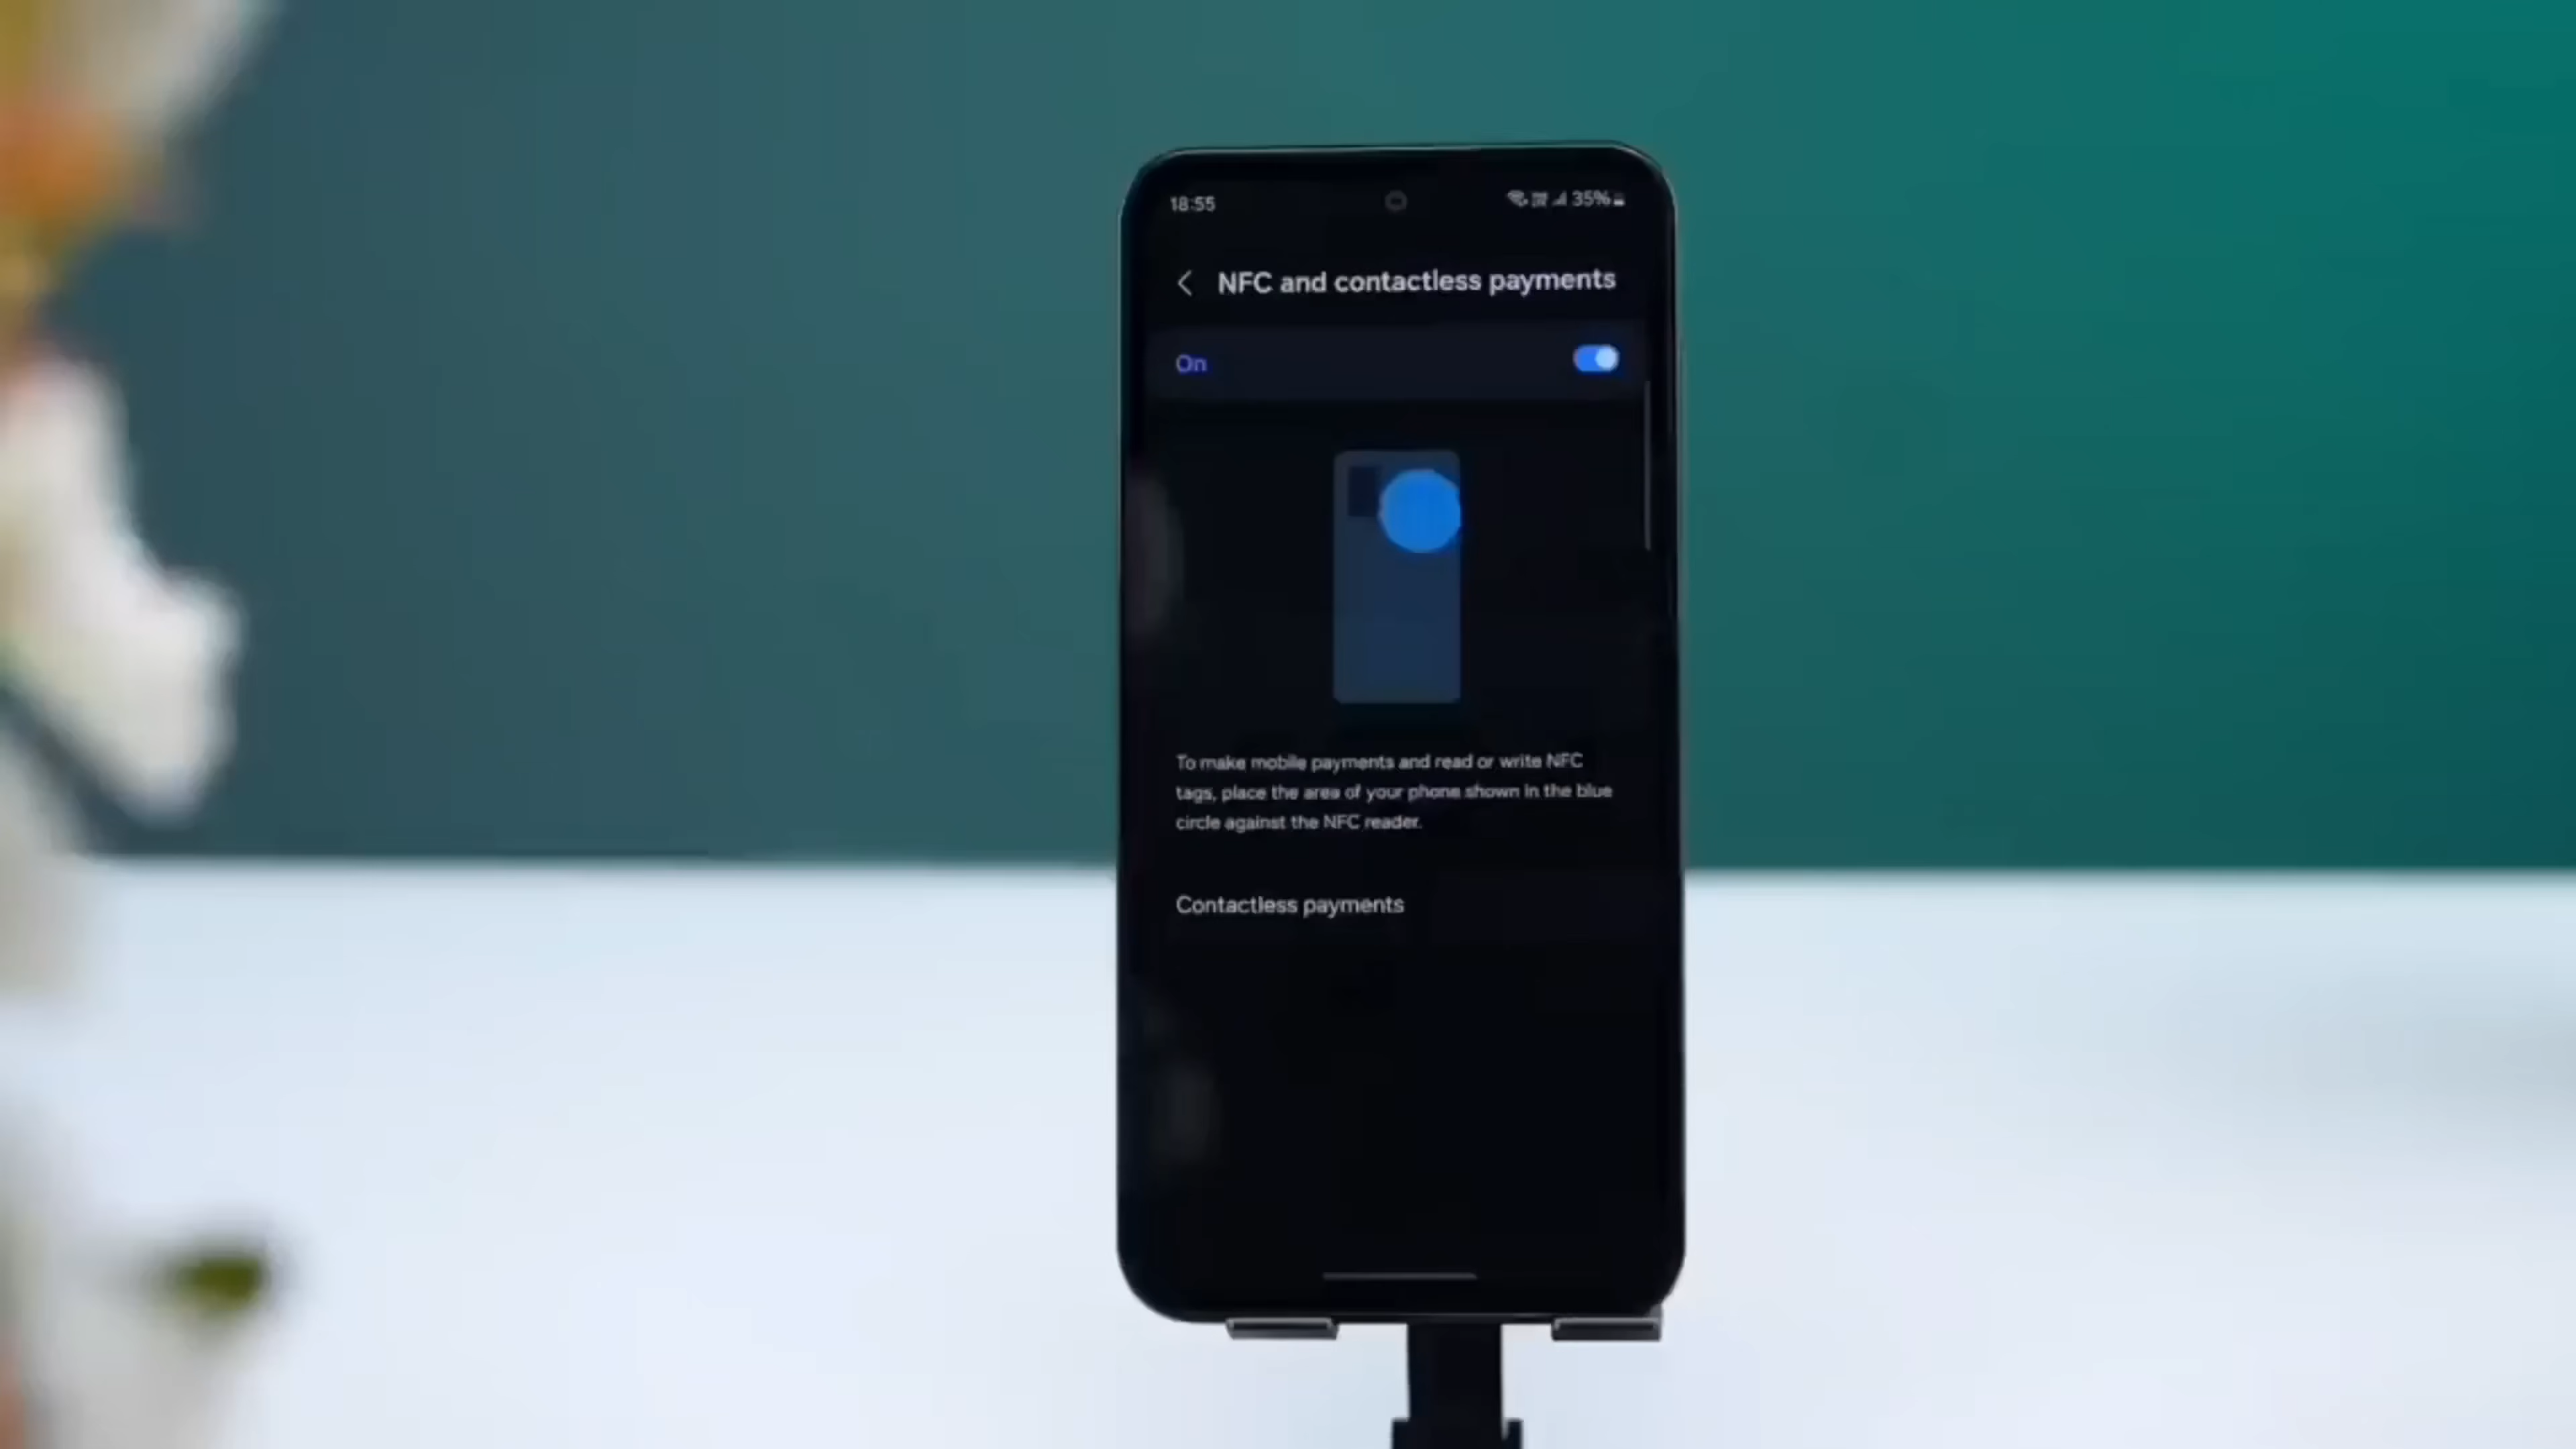 18:55
35%
NFC and contactless payments
On
To make mobile payments and read or write NFC
tags, place the area of your phone shown in the blue
circle against the NFC reader.
Contactless payments